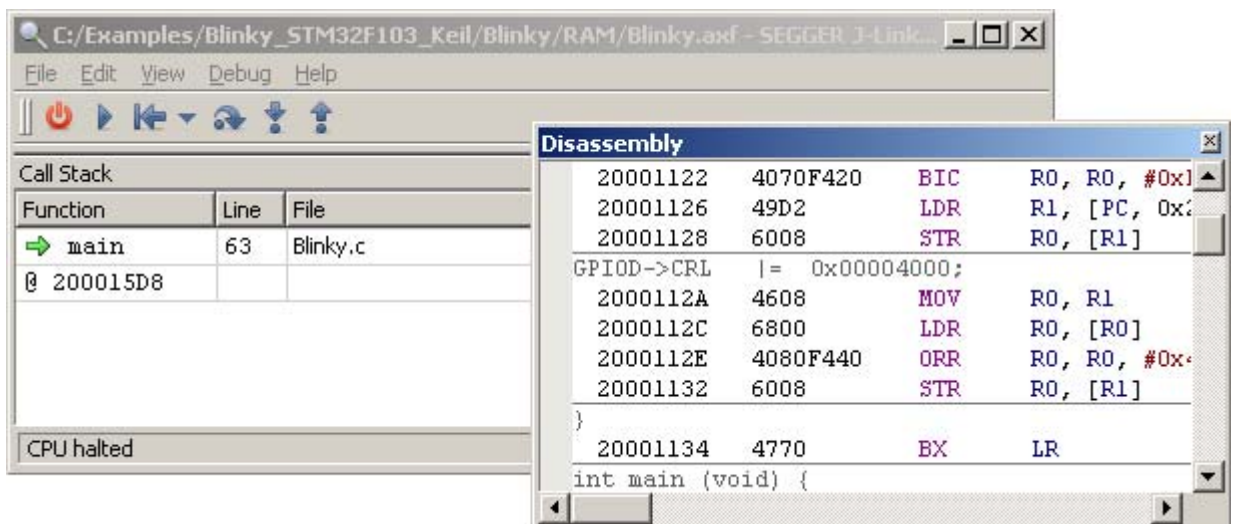 C:/Examples/Blinky_STM32F103_Keil/Blinky/RAM/Blinky.axf - SEGGER J-Link...
File Edit View Debug Help
Call Stack
Function Line File
main 63 Blinky.c
@ 200015D8
CPU halted
Disassembly
20001122 4070F420 BIC R0, R0, #0x1
20001126 49D2 LDR R1, [PC, 0x2
20001128 6008 STR R0, [R1]
GPIOD->CRL |= 0x00004000;
2000112A 4608 MOV R0, R1
2000112C 6800 LDR R0, [R0]
2000112E 4080F440 ORR R0, R0, #0x4
20001132 6008 STR R0, [R1]
}
20001134 4770 BX LR
int main (void) {